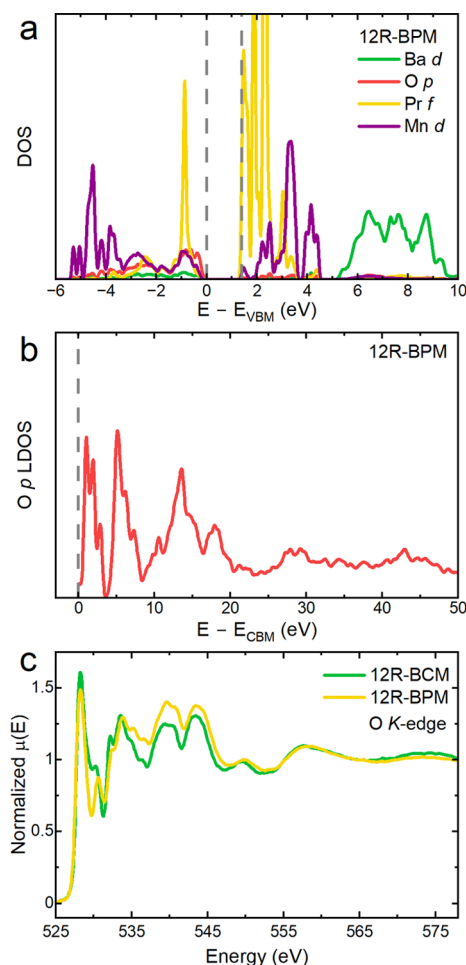 a
12R-BPM
Ba d
O p
Pr f
Mn d
DOS
-6 -4 -2 0 2 4 6 8 10
E − E_VBM (eV)
b
12R-BPM
O p LDOS
0 10 20 30 40 50
E − E_CBM (eV)
c
12R-BCM
12R-BPM
O K-edge
Normalized μ(E)
1.5
1
0.5
0
525 535 545 555 565 575
Energy (eV)